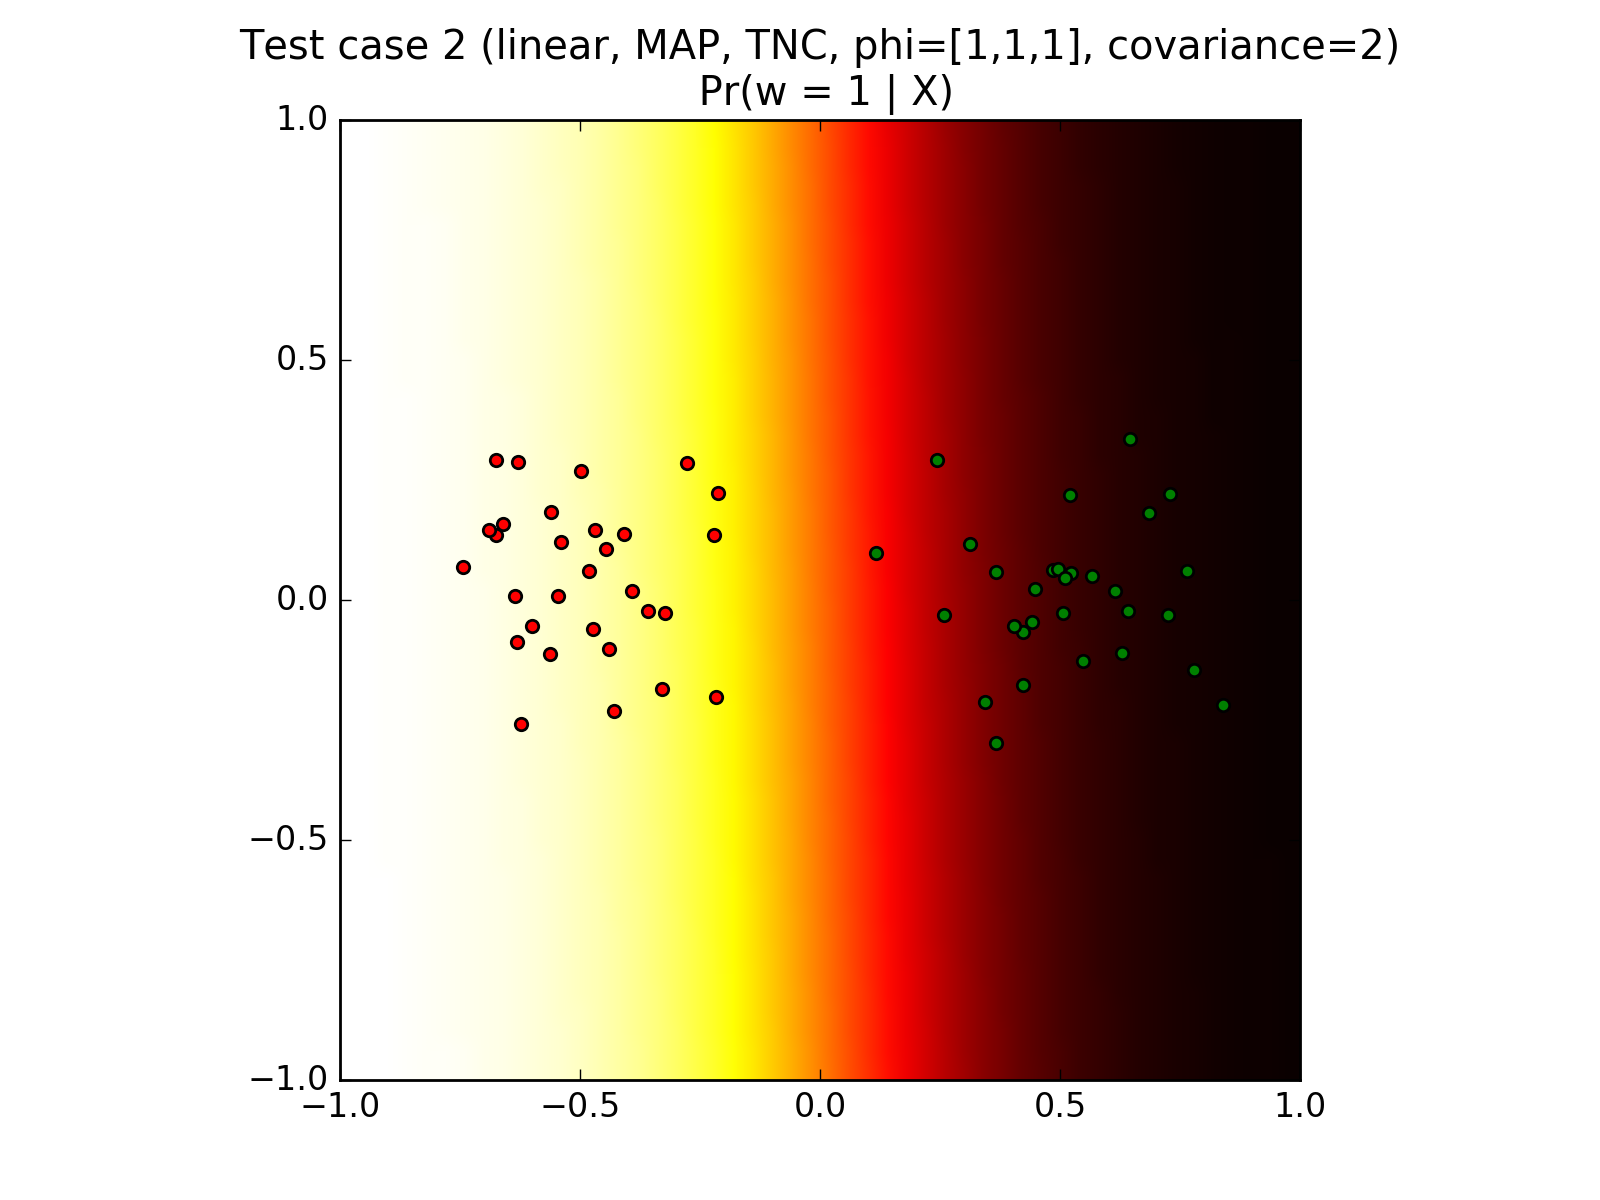 Test case 2 (linear, MAP, TNC, phi=[1,1,1], covariance=2)
Pr(w = 1 | X)
1.0
0.5
0.0
−0.5
−1.0
−1.0 −0.5 0.0 0.5 1.0